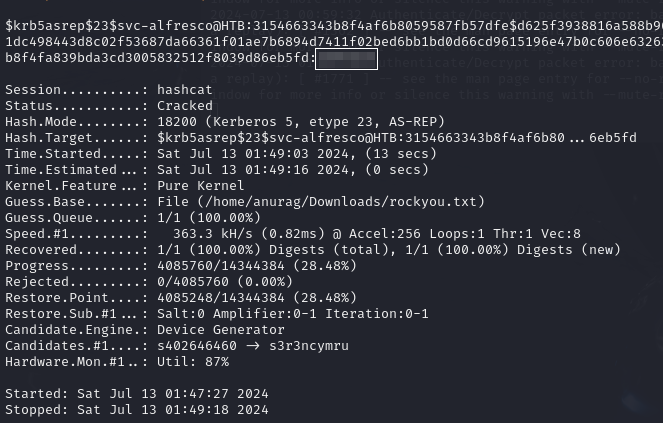 $krb5asrep$23$svc-alfresco@HTB:3154663343b8f4af6b8059587fb57dfe$d625f3938816a588b9
1dc498443d8c02f53687da66361f01ae7b6894d7411f02bed6bb1bd0d66cd9615196e47b0c606e6326
b8f4fa839bda3cd3005832512f8039d86eb5fd:
Session..........: hashcat
Status...........: Cracked
Hash.Mode........: 18200 (Kerberos 5, etype 23, AS-REP)
Hash.Target......: $krb5asrep$23$svc-alfresco@HTB:3154663343b8f4af6b80...6eb5fd
Time.Started.....: Sat Jul 13 01:49:03 2024, (13 secs)
Time.Estimated...: Sat Jul 13 01:49:16 2024, (0 secs)
Kernel.Feature...: Pure Kernel
Guess.Base.......: File (/home/anurag/Downloads/rockyou.txt)
Guess.Queue......: 1/1 (100.00%)
Speed.#1.........:   363.3 kH/s (0.82ms) @ Accel:256 Loops:1 Thr:1 Vec:8
Recovered........: 1/1 (100.00%) Digests (total), 1/1 (100.00%) Digests (new)
Progress.........: 4085760/14344384 (28.48%)
Rejected.........: 0/4085760 (0.00%)
Restore.Point....: 4085248/14344384 (28.48%)
Restore.Sub.#1...: Salt:0 Amplifier:0-1 Iteration:0-1
Candidate.Engine.: Device Generator
Candidates.#1....: s402646460 -> s3r3ncymru
Hardware.Mon.#1..: Util: 87%
Started: Sat Jul 13 01:47:27 2024
Stopped: Sat Jul 13 01:49:18 2024